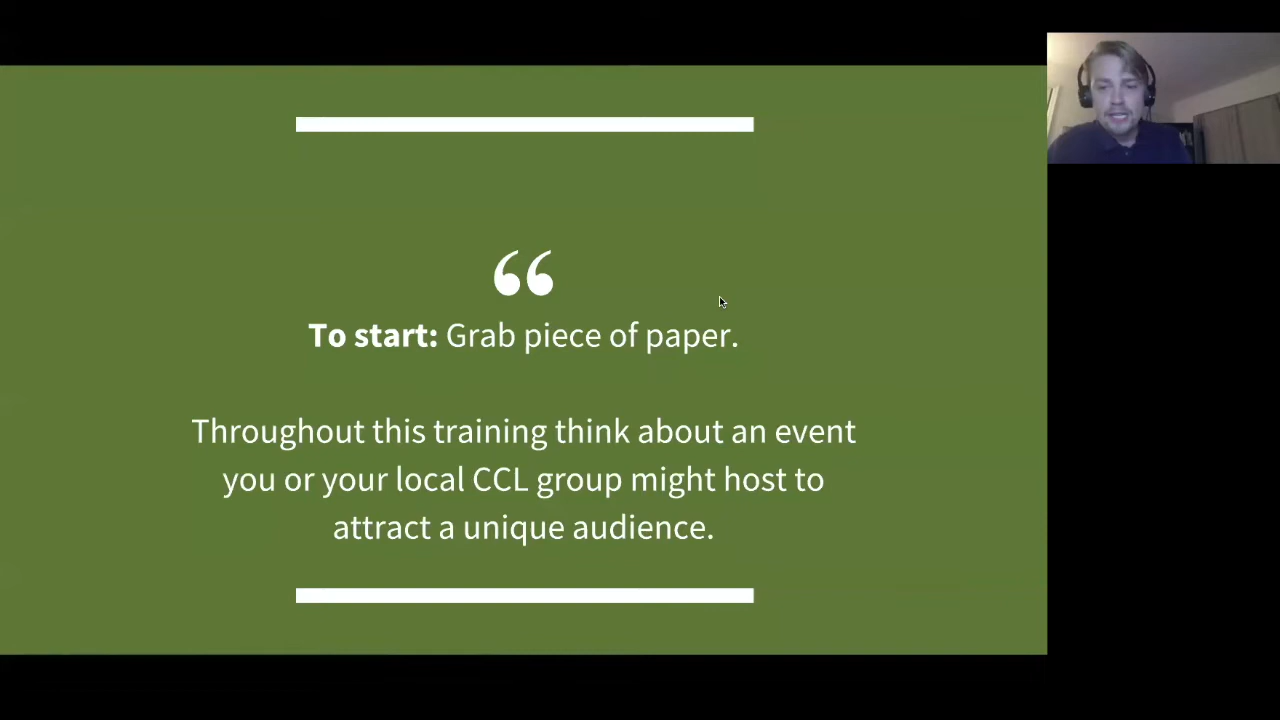 “
To start: Grab piece of paper.
Throughout this training think about an event
you or your local CCL group might host to
attract a unique audience.